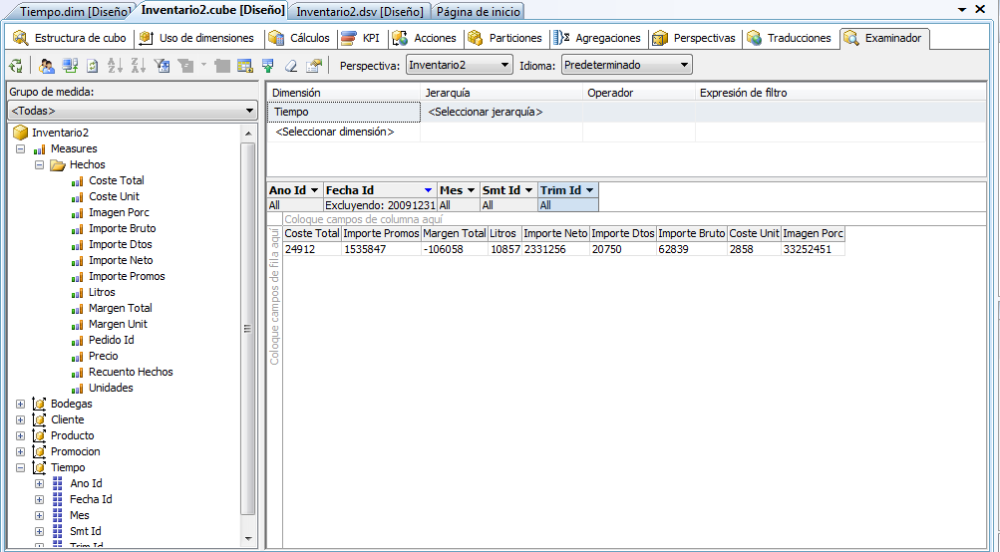 Tiempo.dim [Diseño] Inventario2.cube [Diseño] Inventario2.dsv [Diseño] Página de inicio
Estructura de cubo Uso de dimensiones Cálculos KPI Acciones Particiones Agregaciones Perspectivas Traducciones Examinador
Perspectiva: Inventario2 Idioma: Predeterminado
Grupo de medida:
<Todas>
Inventario2
Measures
Hechos
Coste Total
Coste Unit
Imagen Porc
Importe Bruto
Importe Dtos
Importe Neto
Importe Promos
Litros
Margen Total
Margen Unit
Pedido Id
Precio
Recuento Hechos
Unidades
Bodegas
Cliente
Producto
Promocion
Tiempo
Ano Id
Fecha Id
Mes
Smt Id
Trim Id
Dimensión Jerarquía Operador Expresión de filtro
Tiempo <Seleccionar jerarquía>
<Seleccionar dimensión>
Ano Id Fecha Id Mes Smt Id Trim Id
All Excluyendo: 20091231 All All All
Coloque campos de columna aquí
Coloque campos de fila aquí
Coste Total Importe Promos Margen Total Litros Importe Neto Importe Dtos Importe Bruto Coste Unit Imagen Porc
24912 1535847 -106058 10857 2331256 20750 62839 2858 33252451